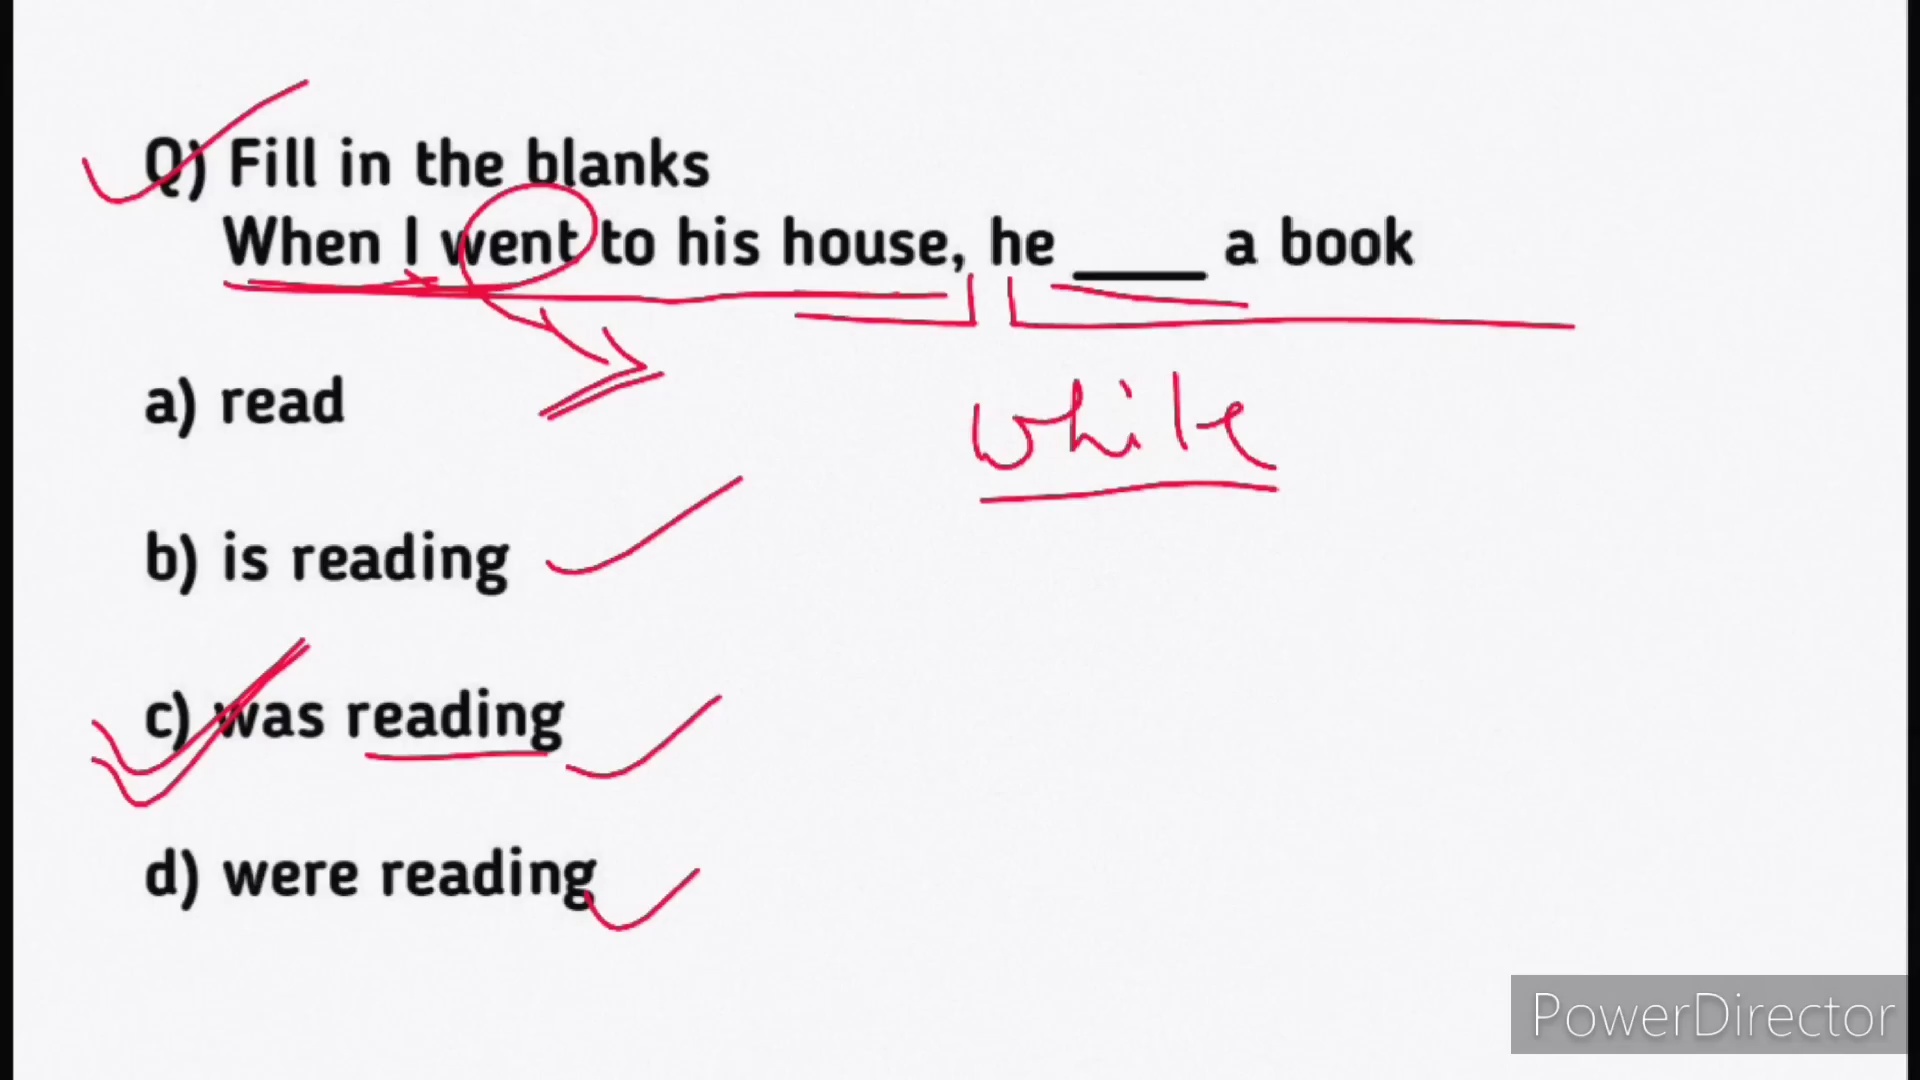 Q) Fill in the blanks
When I went to his house, he ____ a book
a) read
while
b) is reading
c) was reading
d) were reading
PowerDirector